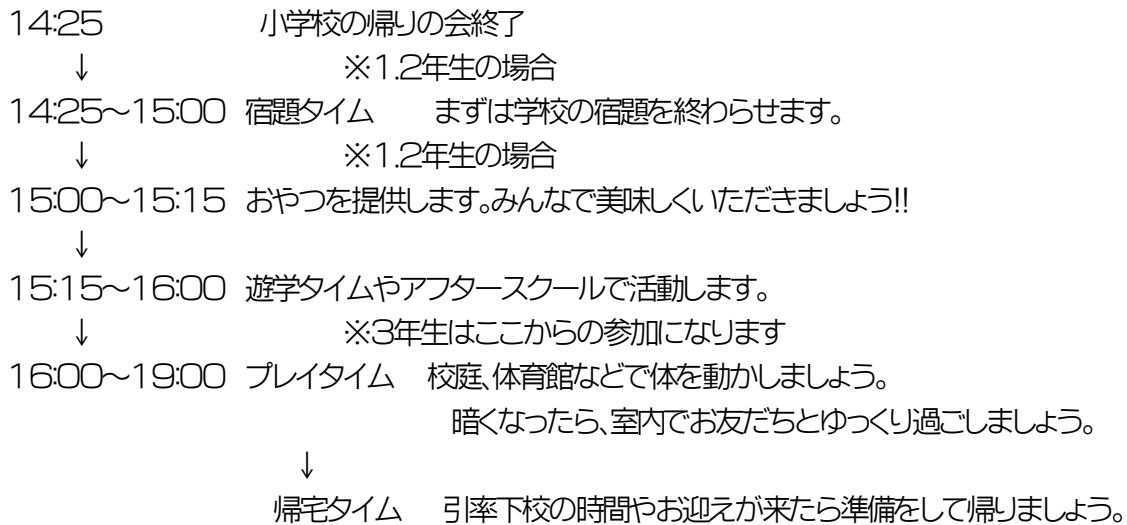 14:25 小学校の帰りの会終了
↓ ※1.2年生の場合
14:25～15:00 宿題タイム まずは学校の宿題を終わらせます。
↓ ※1.2年生の場合
15:00～15:15 おやつを提供します。みんなで美味しくいただきましょう!!
↓
15:15～16:00 遊学タイムやアフタースクールで活動します。
↓ ※3年生はここからの参加になります
16:00～19:00 プレイタイム 校庭、体育館などで体を動かしましょう。
暗くなったら、室内でお友だちとゆっくり過ごしましょう。
↓
帰宅タイム 引率下校の時間やお迎えが来たら準備をして帰りましょう。